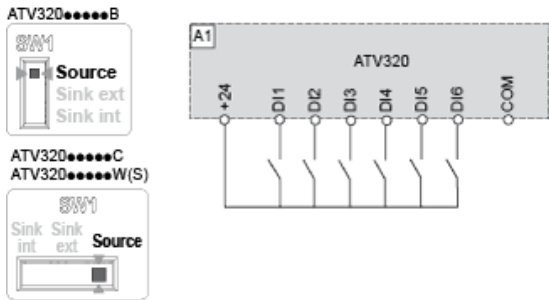 ATV320●●●●●B
SW1
Source
Sink ext
Sink int
ATV320●●●●●C
ATV320●●●●●W(S)
SW1
Sink int
Sink ext
Source
A1
ATV320
+24 DI1 DI2 DI3 DI4 DI5 DI6 COM